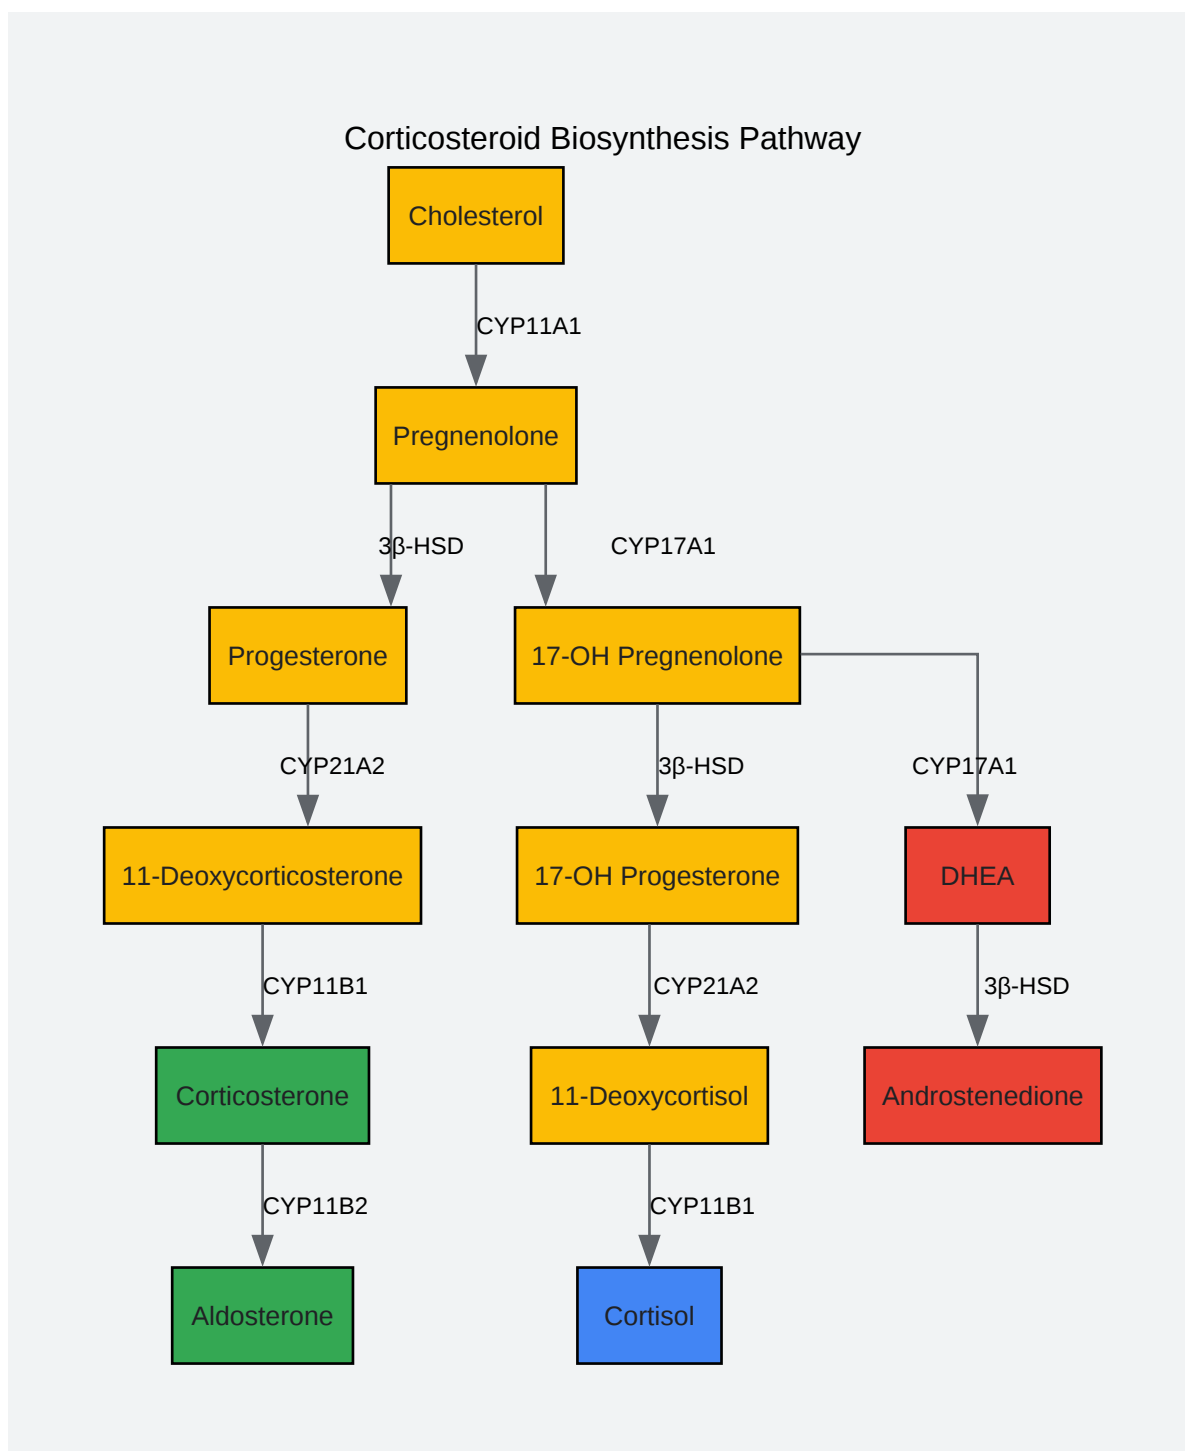 Corticosteroid Biosynthesis Pathway
Cholesterol
CYP11A1
Pregnenolone
3β-HSD
CYP17A1
Progesterone
17-OH Pregnenolone
CYP21A2
3β-HSD
CYP17A1
11-Deoxycorticosterone
17-OH Progesterone
DHEA
CYP11B1
CYP21A2
3β-HSD
Corticosterone
11-Deoxycortisol
Androstenedione
CYP11B2
CYP11B1
Aldosterone
Cortisol